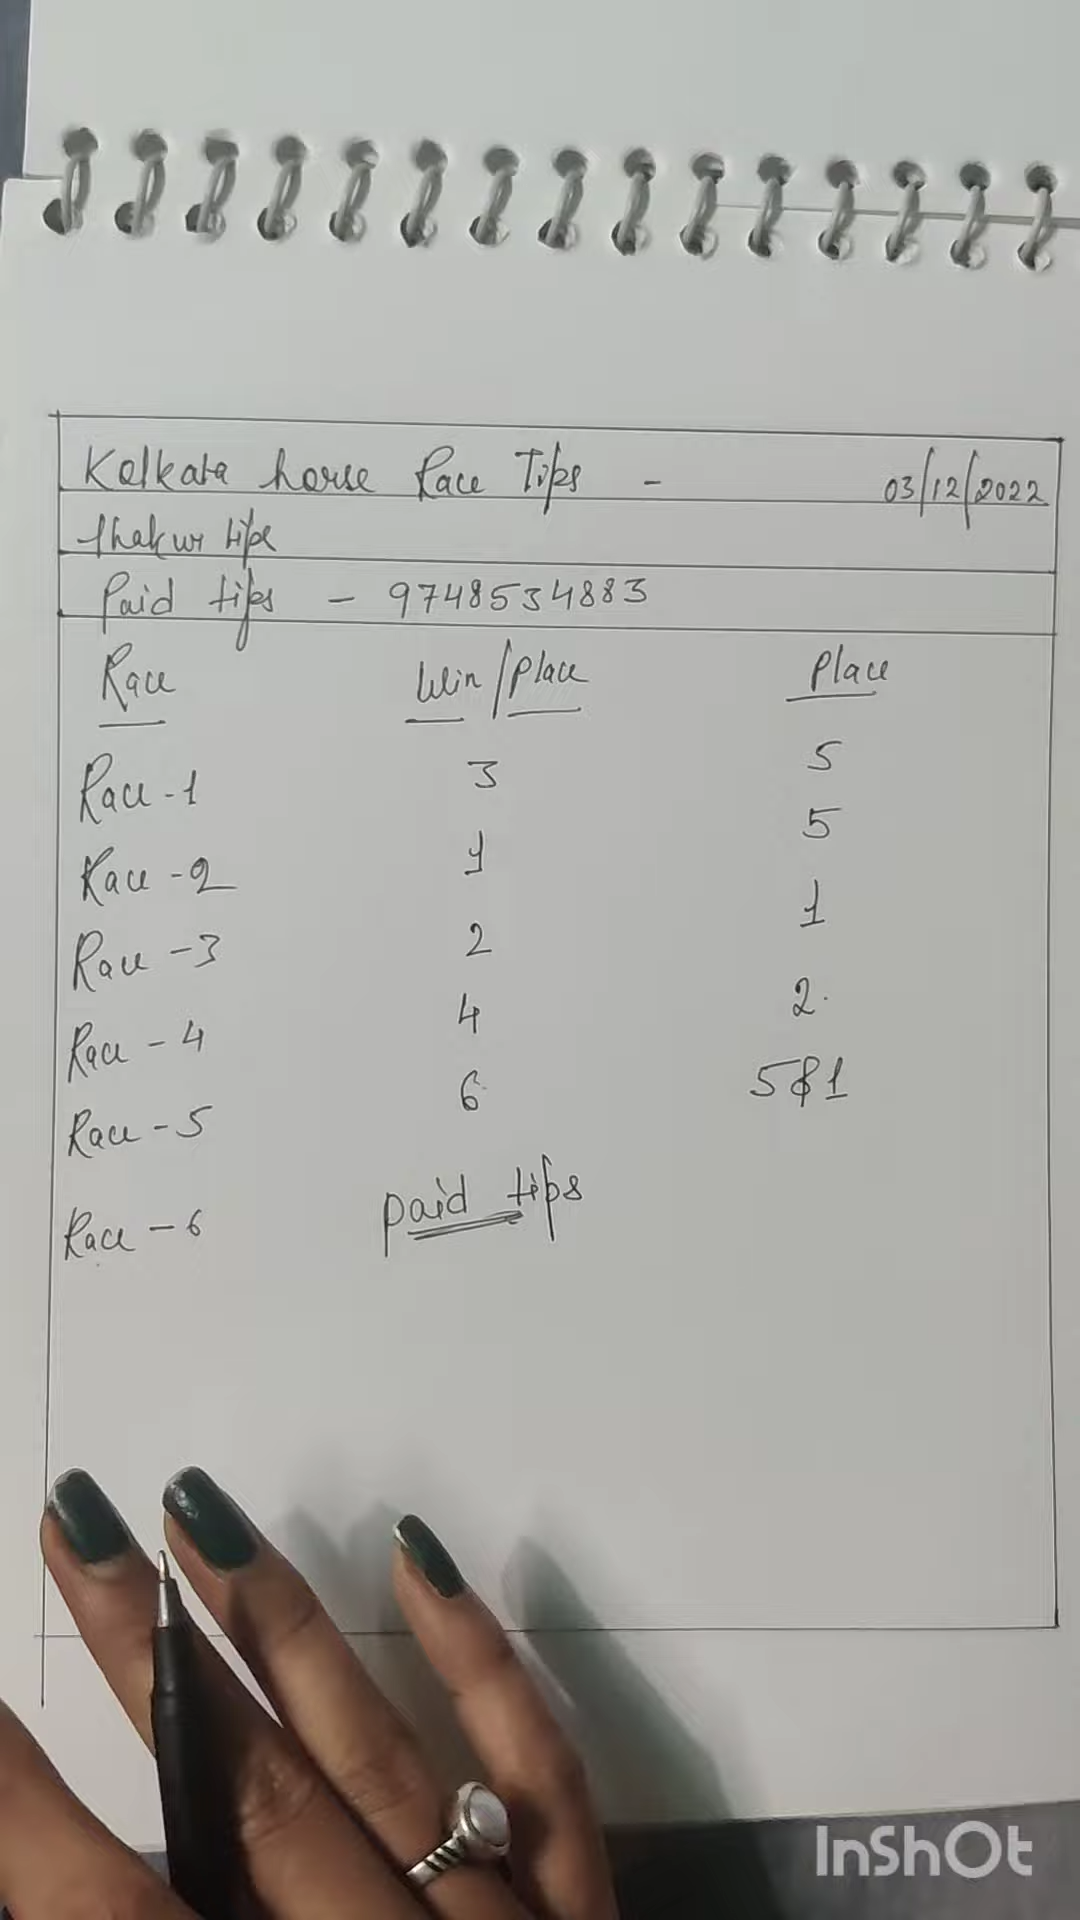 Kolkata horse Race Tips - 03/12/2022
thakur tips
Paid tips - 9748534883
Race Win/Place Place
Race-1 3 5
Race-2 1 5
Race-3 2 1
Race-4 4 2.
Race-5 6 5&1
Race-6 paid tips
InShOt